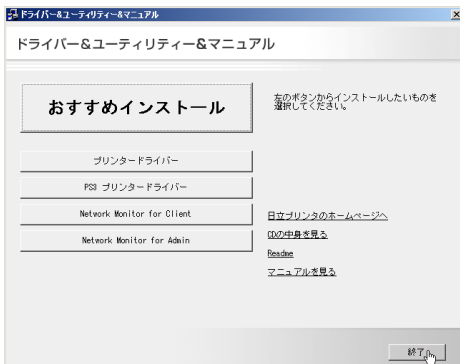 ドライバー&ユーティリティー&マニュアル
ドライバー&ユーティリティー&マニュアル
おすすめインストール
左のボタンからインストールしたいものを
選択してください。
プリンタードライバー
PS3 プリンタードライバー
Network Monitor for Client
Network Monitor for Admin
日立プリンタのホームページへ
CDの中身を見る
Readme
マニュアルを見る
終了